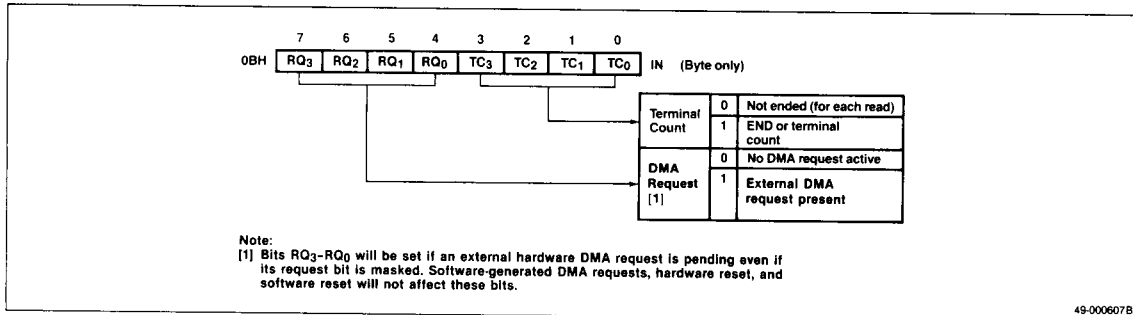 7 6 5 4 3 2 1 0
0BH RQ3 RQ2 RQ1 RQ0 TC3 TC2 TC1 TC0 IN (Byte only)
Terminal Count
0 Not ended (for each read)
1 END or terminal count
DMA Request [1]
0 No DMA request active
1 External DMA request present
Note:
[1] Bits RQ3–RQ0 will be set if an external hardware DMA request is pending even if
its request bit is masked. Software-generated DMA requests, hardware reset, and
software reset will not affect these bits.
49-000607B